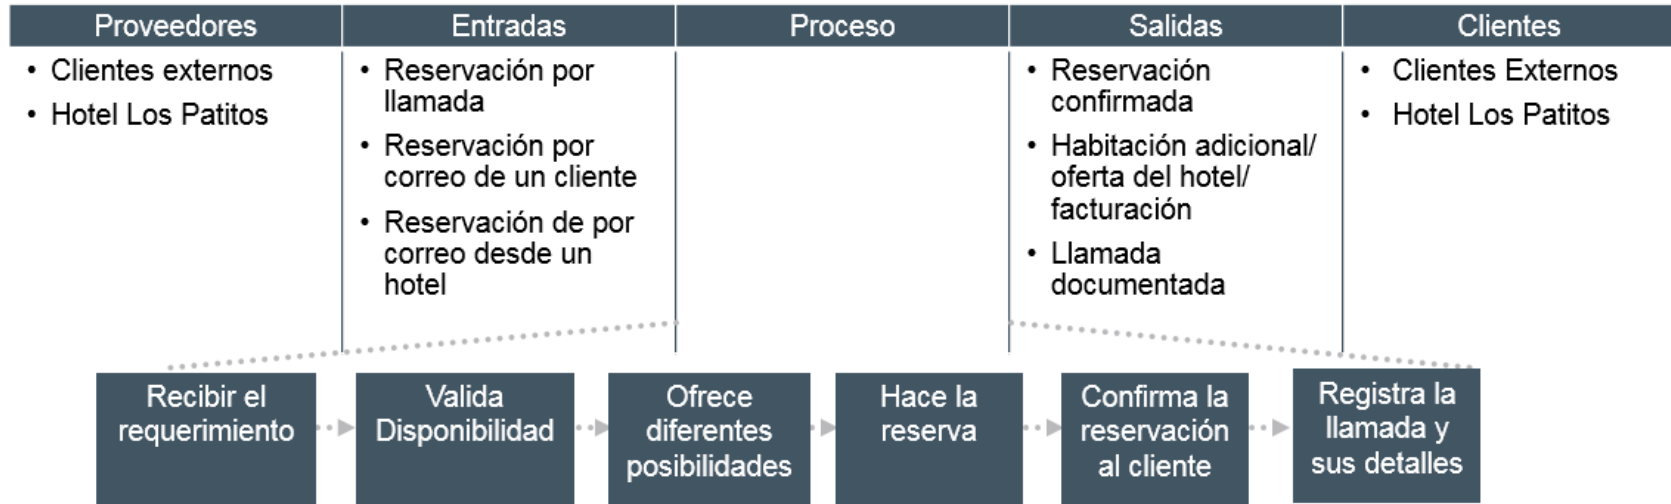 Proveedores
Entradas
Proceso
Salidas
Clientes
• Clientes externos
• Hotel Los Patitos
• Reservación por
llamada
• Reservación por
correo de un cliente
• Reservación de por
correo desde un
hotel
• Reservación
confirmada
• Habitación adicional/
oferta del hotel/
facturación
• Llamada
documentada
• Clientes Externos
• Hotel Los Patitos
Recibir el
requerimiento
Valida
Disponibilidad
Ofrece
diferentes
posibilidades
Hace la
reserva
Confirma la
reservación
al cliente
Registra la
llamada y
sus detalles